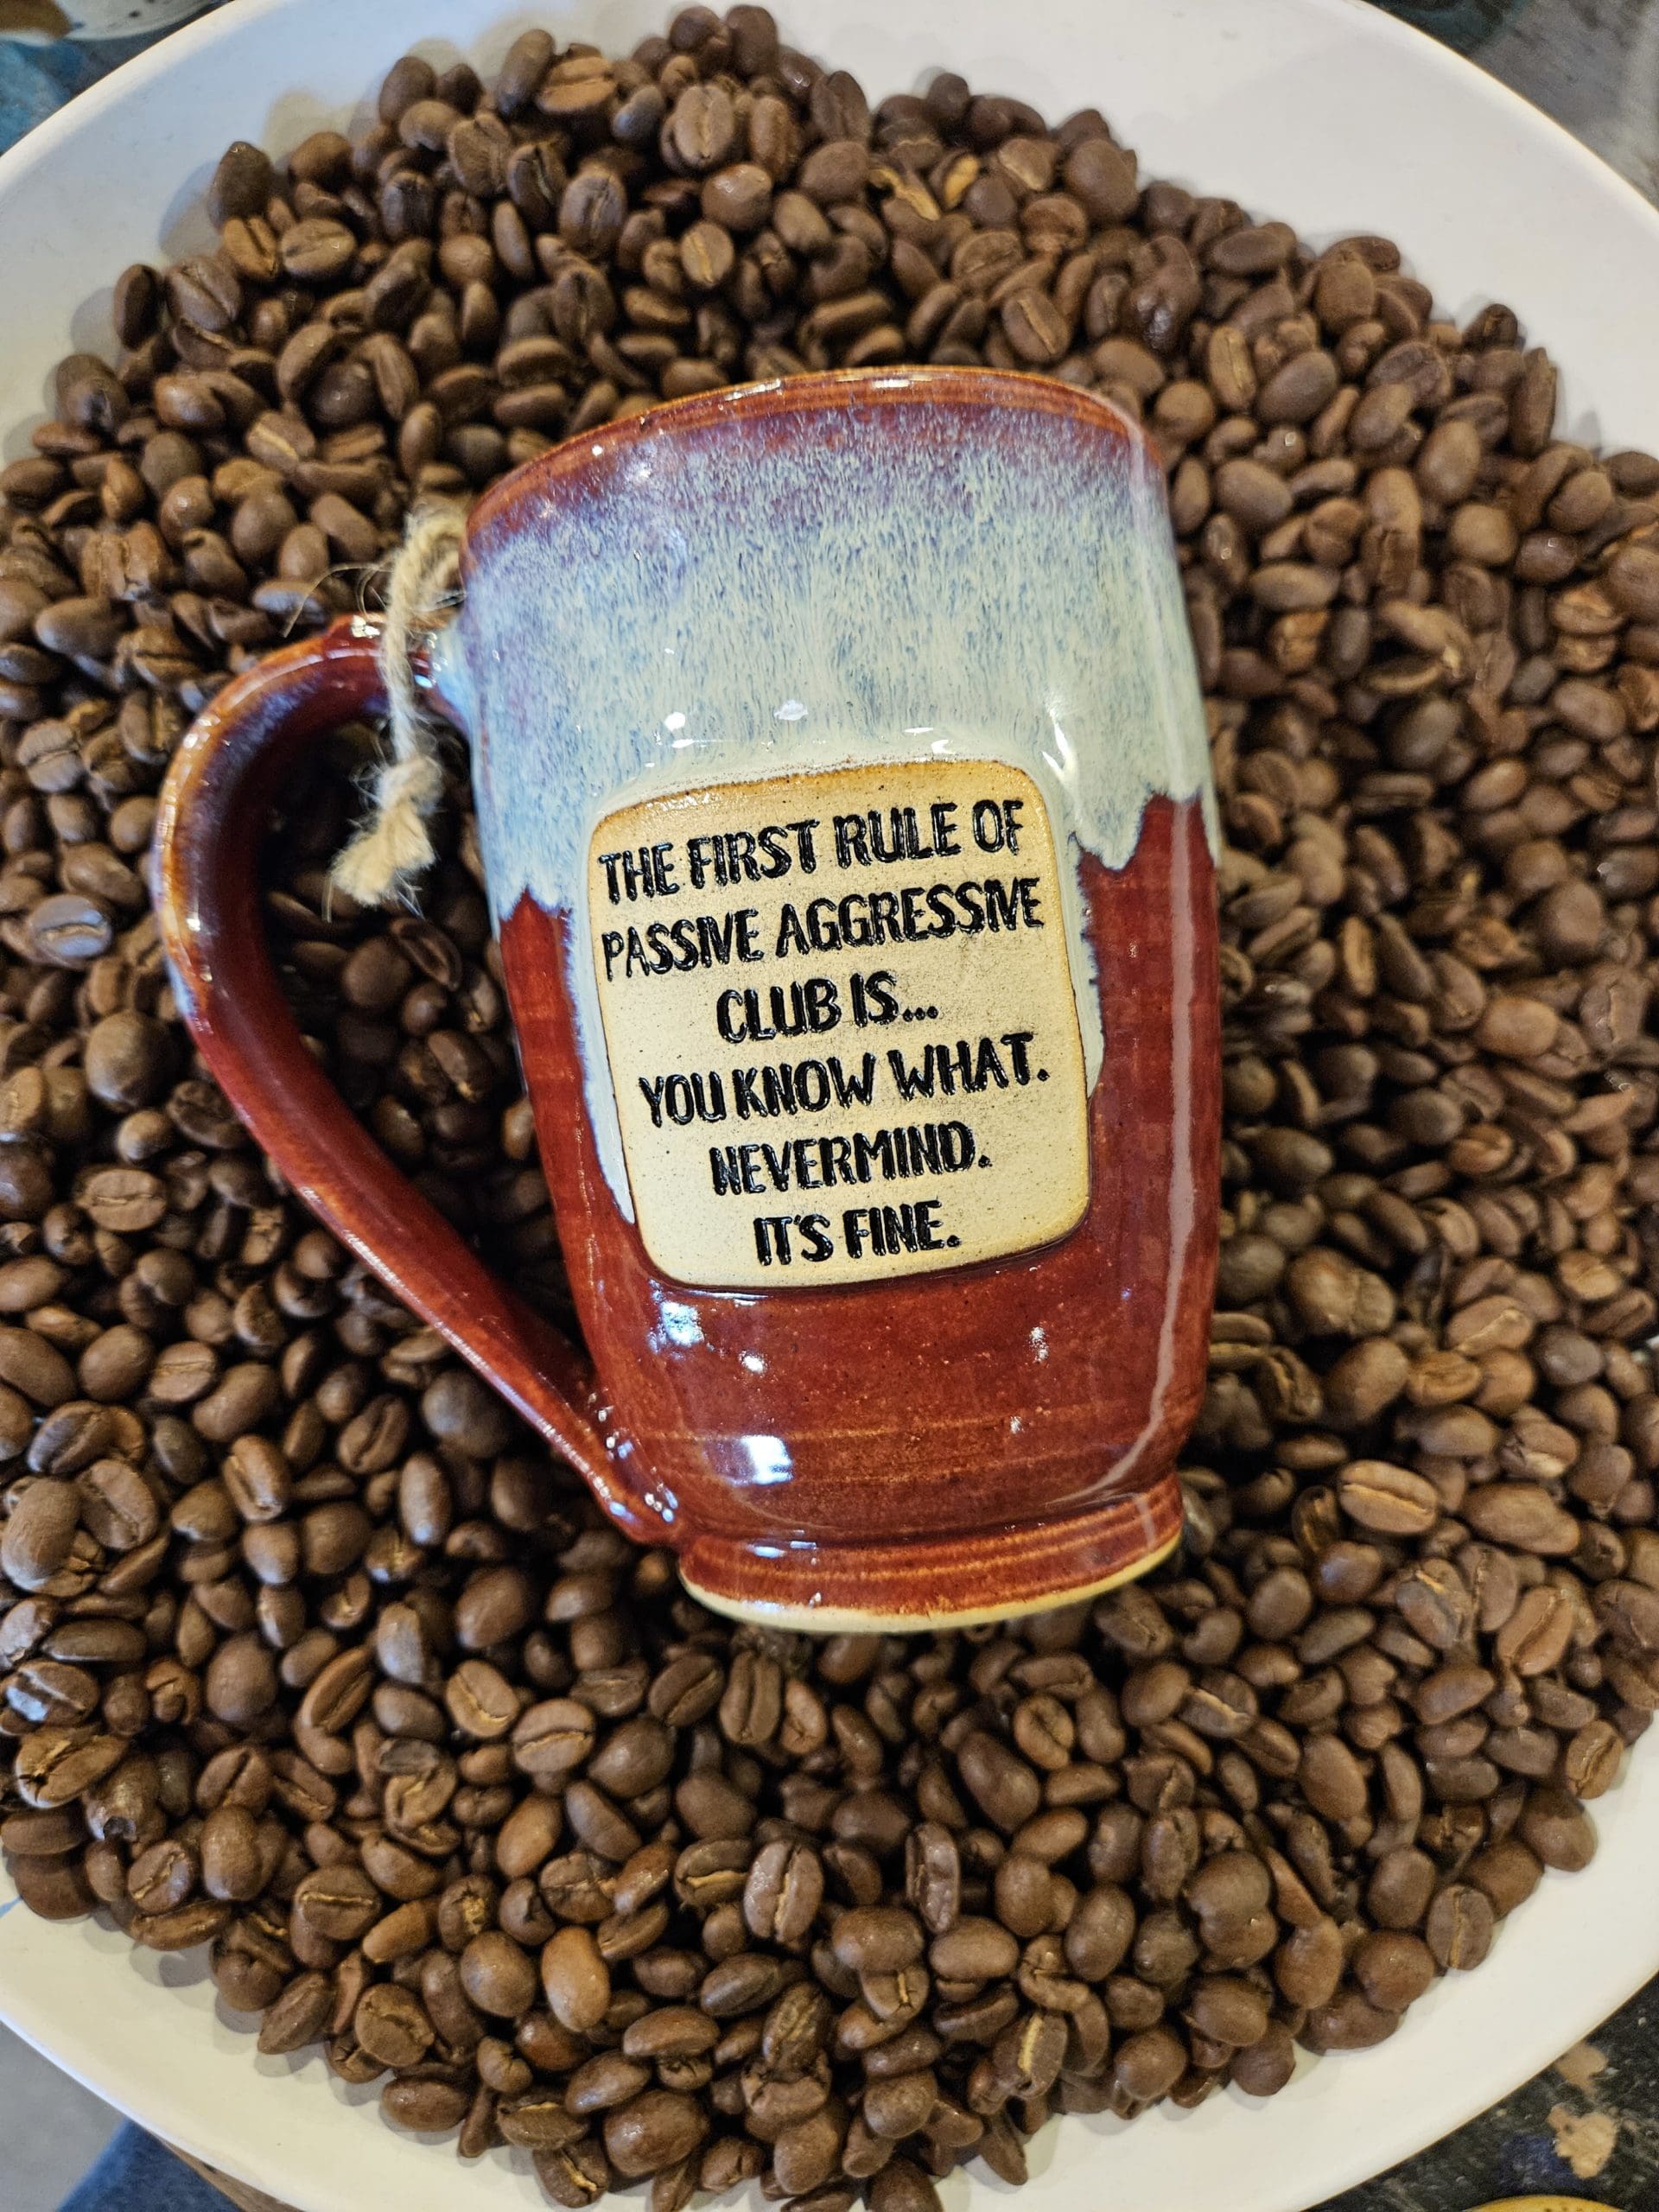 THE FIRST RULE OF
PASSIVE AGGRESSIVE
CLUB IS...
YOU KNOW WHAT.
NEVERMIND.
IT'S FINE.